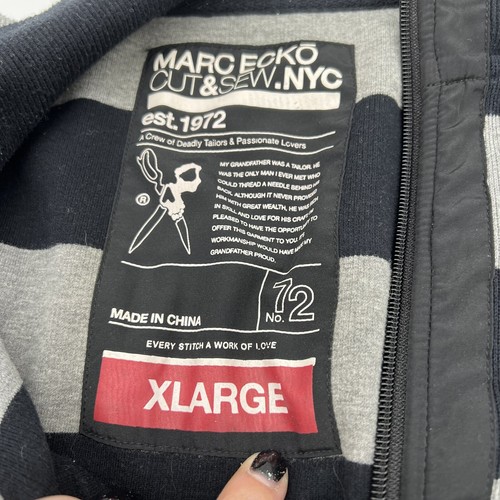 MARC ECKŌ
CUT&SEW.NYC
est.1972
A Crew of Deadly Tailors & Passionate Lovers
MY GRANDFATHER WAS A TAILOR. HE
WAS THE ONLY MAN I EVER MET WHO
COULD THREAD A NEEDLE BEHIND HIS
BACK. ALTHOUGH IT NEVER PROVIDED
HIM WITH GREAT WEALTH, HE WAS RICH
IN SPILL AND LOVE FOR HIS CRAFT.
PLEASED TO HAVE THE OPPORTUNITY TO
OFFER THIS GARMENT TO YOU.
WORKMANSHIP WOULD HAVE MY
GRANDFATHER PROUD.
®
MADE IN CHINA
No. 72
EVERY STITCH A WORK OF LOVE
XLARGE